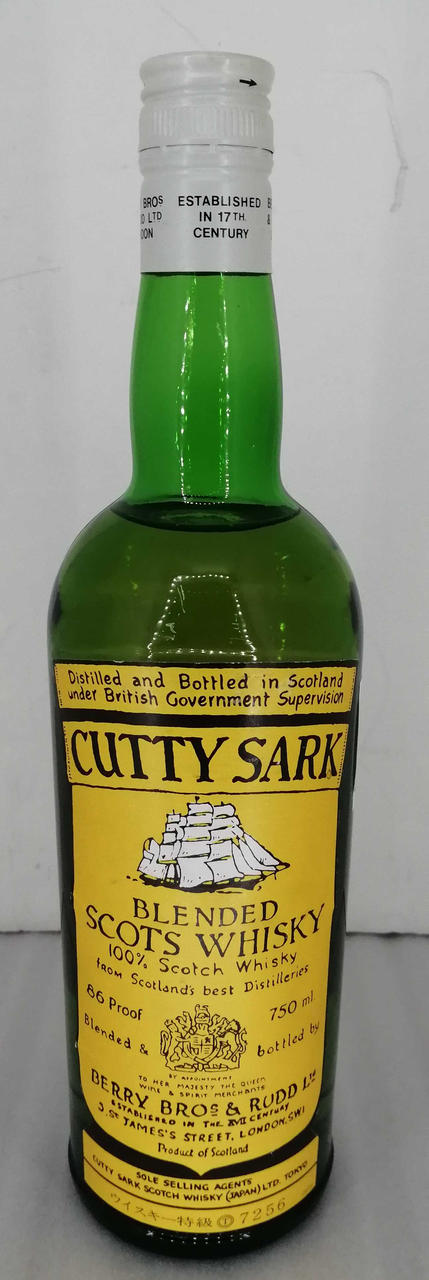 BROS ESTABLISHED B
D LTD IN 17TH. &
DON CENTURY
Distilled and Bottled in Scotland
under British Government Supervision
CUTTY SARK
BLENDED
SCOTS WHISKY
100% Scotch Whisky
from Scotland's best Distilleries
86 Proof 750 ml.
Blended & bottled by
BY APPOINTMENT
TO HER MAJESTY THE QUEEN
WINE & SPIRIT MERCHANTS
BERRY BROS & RUDD Ltd
ESTABLISHED IN THE XVII CENTURY
3, ST JAMES'S STREET, LONDON, SW1
Product of Scotland
SOLE SELLING AGENTS
CUTTY SARK SCOTCH WHISKY (JAPAN) LTD. TOKYO
ウイスキー特級 ① 7256